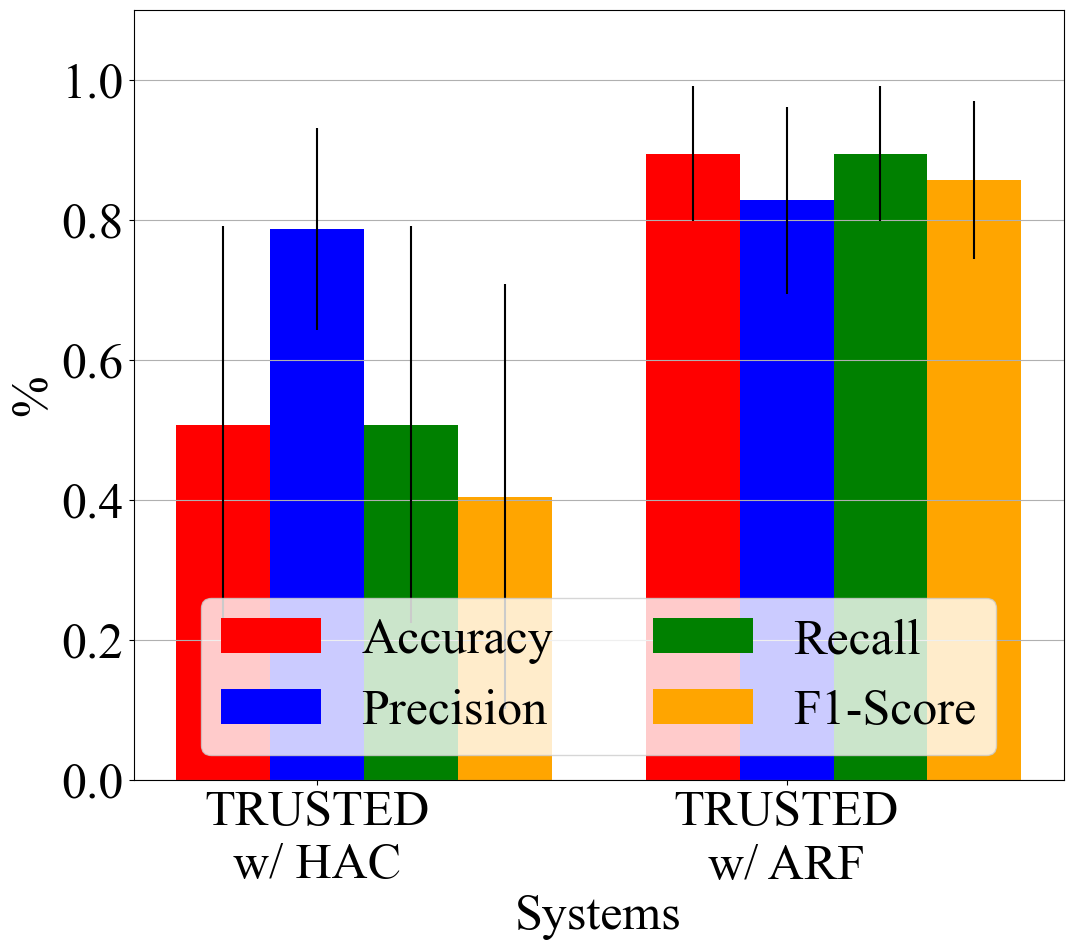 1.0
0.8
0.6
0.4
0.2
0.0
%
Accuracy
Recall
Precision
F1-Score
TRUSTED
w/ HAC
TRUSTED
w/ ARF
Systems